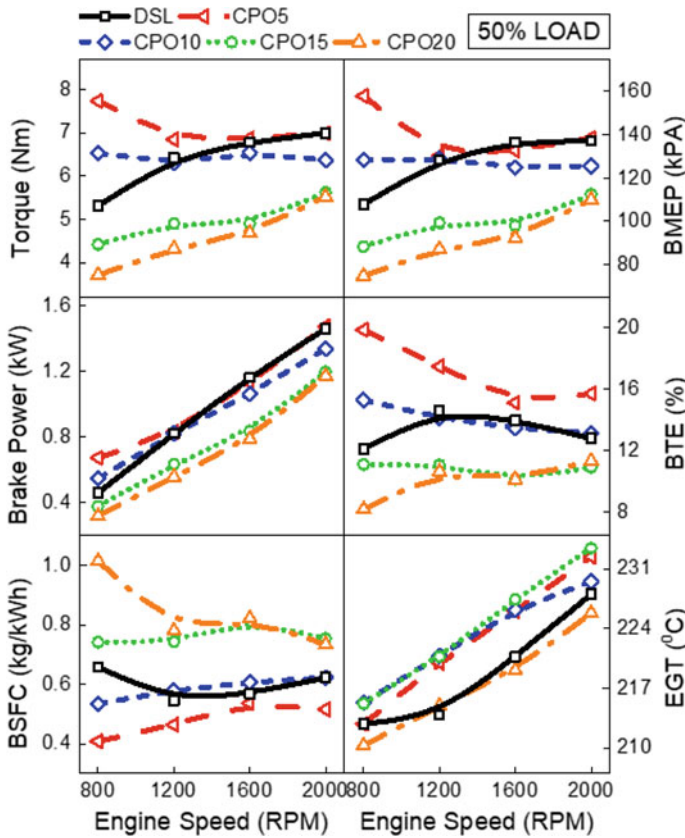 DSL CPO5
CPO10 CPO15 CPO20
50% LOAD
Torque (Nm)
8
7
6
5
4
BMEP (kPa)
160
140
120
100
80
Brake Power (kW)
1.6
1.2
0.8
0.4
BTE (%)
20
16
12
8
BSFC (kg/kWh)
1.0
0.8
0.6
0.4
EGT (⁰C)
231
224
217
210
800 1200 1600 2000
800 1200 1600 2000
Engine Speed (RPM)
Engine Speed (RPM)